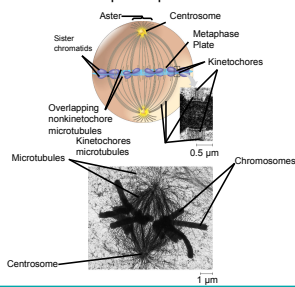 Aster
Centrosome
Sister
chromatids
Metaphase
Plate
Kinetochores
Overlapping
nonkinetochore
microtubules
Kinetochores
microtubules
0.5 µm
Microtubules
Chromosomes
Centrosome
1 µm